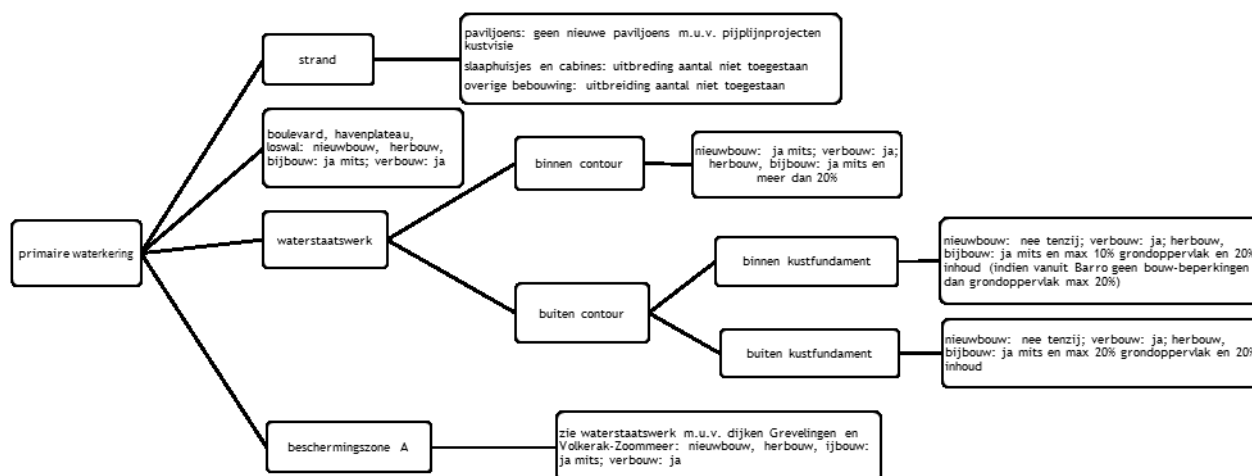 paviljoens: geen nieuwe paviljoens m.u.v. pijplijnprojecten
kustvisie
slaaphuisjes en cabines: uitbreding aantal niet toegestaan
overige bebouwing: uitbreiding aantal niet toegestaan
strand
boulevard, havenplateau,
loswal: nieuwbouw, herbouw,
bijbouw: ja mits; verbouw: ja
binnen contour
nieuwbouw: ja mits; verbouw: ja;
herbouw, bijbouw: ja mits en
meer dan 20%
primaire waterkering
waterstaatswerk
binnen kustfundament
nieuwbouw: nee tenzij; verbouw: ja; herbouw,
bijbouw: ja mits en max 10% grondoppervlak en 20%
inhoud (indien vanuit Barro geen bouw-beperkingen
dan grondoppervlak max 20%)
buiten contour
buiten kustfundament
nieuwbouw: nee tenzij; verbouw: ja; herbouw,
bijbouw: ja mits en max 20% grondoppervlak en 20%
inhoud
beschermingszone A
zie waterstaatswerk m.u.v. dijken Grevelingen en
Volkerak-Zoommeer: nieuwbouw, herbouw, ijbouw:
ja mits; verbouw: ja